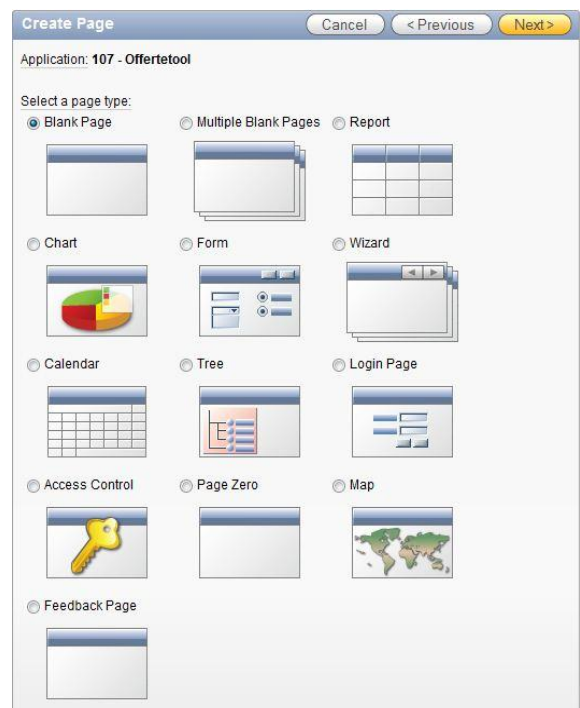 Create Page Cancel < Previous Next >
Application: 107 - Offertetool
Select a page type:
Blank Page Multiple Blank Pages Report
Chart Form Wizard
Calendar Tree Login Page
Access Control Page Zero Map
Feedback Page